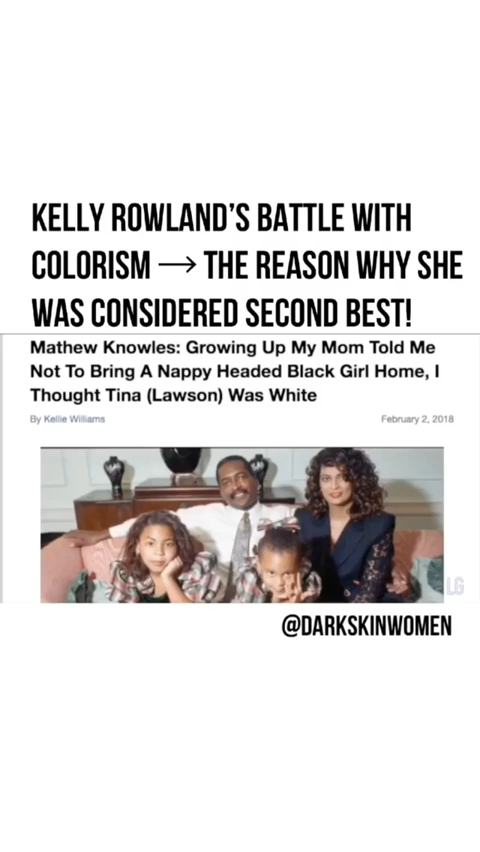 KELLY ROWLAND'S BATTLE WITH
COLORISM → THE REASON WHY SHE
WAS CONSIDERED SECOND BEST!
Mathew Knowles: Growing Up My Mom Told Me
Not To Bring A Nappy Headed Black Girl Home, I
Thought Tina (Lawson) Was White
By Kellie Williams
February 2, 2018
LG
@DARKSKINWOMEN